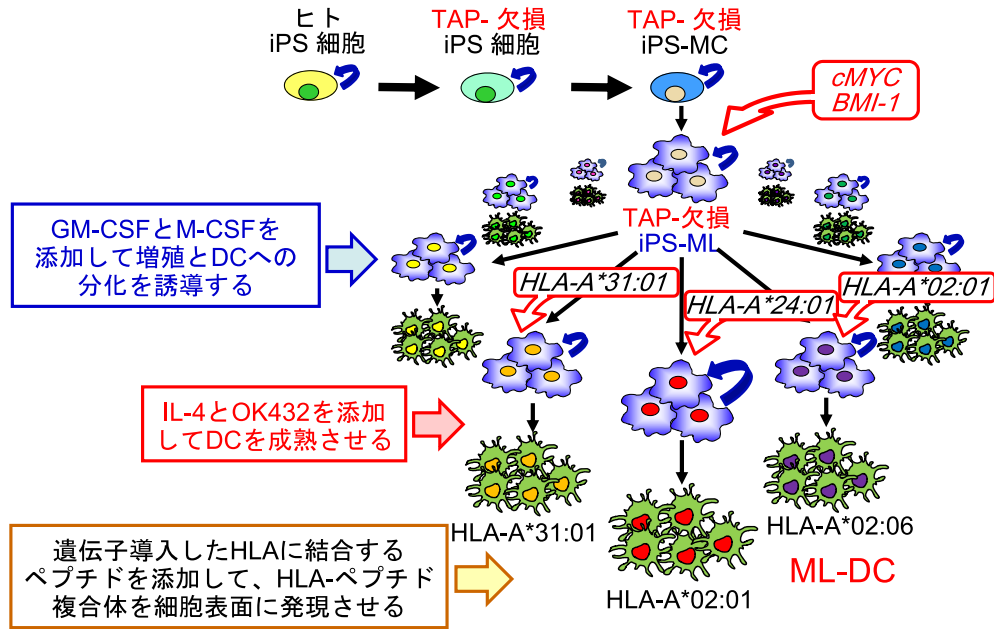 ヒト
iPS 細胞
TAP- 欠損
iPS 細胞
TAP- 欠損
iPS-MC
cMYC
BMI-1
TAP-欠損
iPS-ML
GM-CSFとM-CSFを
添加して増殖とDCへの
分化を誘導する
HLA-A*31:01
HLA-A*24:01
HLA-A*02:01
IL-4とOK432を添加
してDCを成熟させる
HLA-A*31:01
HLA-A*02:01
HLA-A*02:06
ML-DC
遺伝子導入したHLAに結合する
ペプチドを添加して、HLA-ペプチド
複合体を細胞表面に発現させる